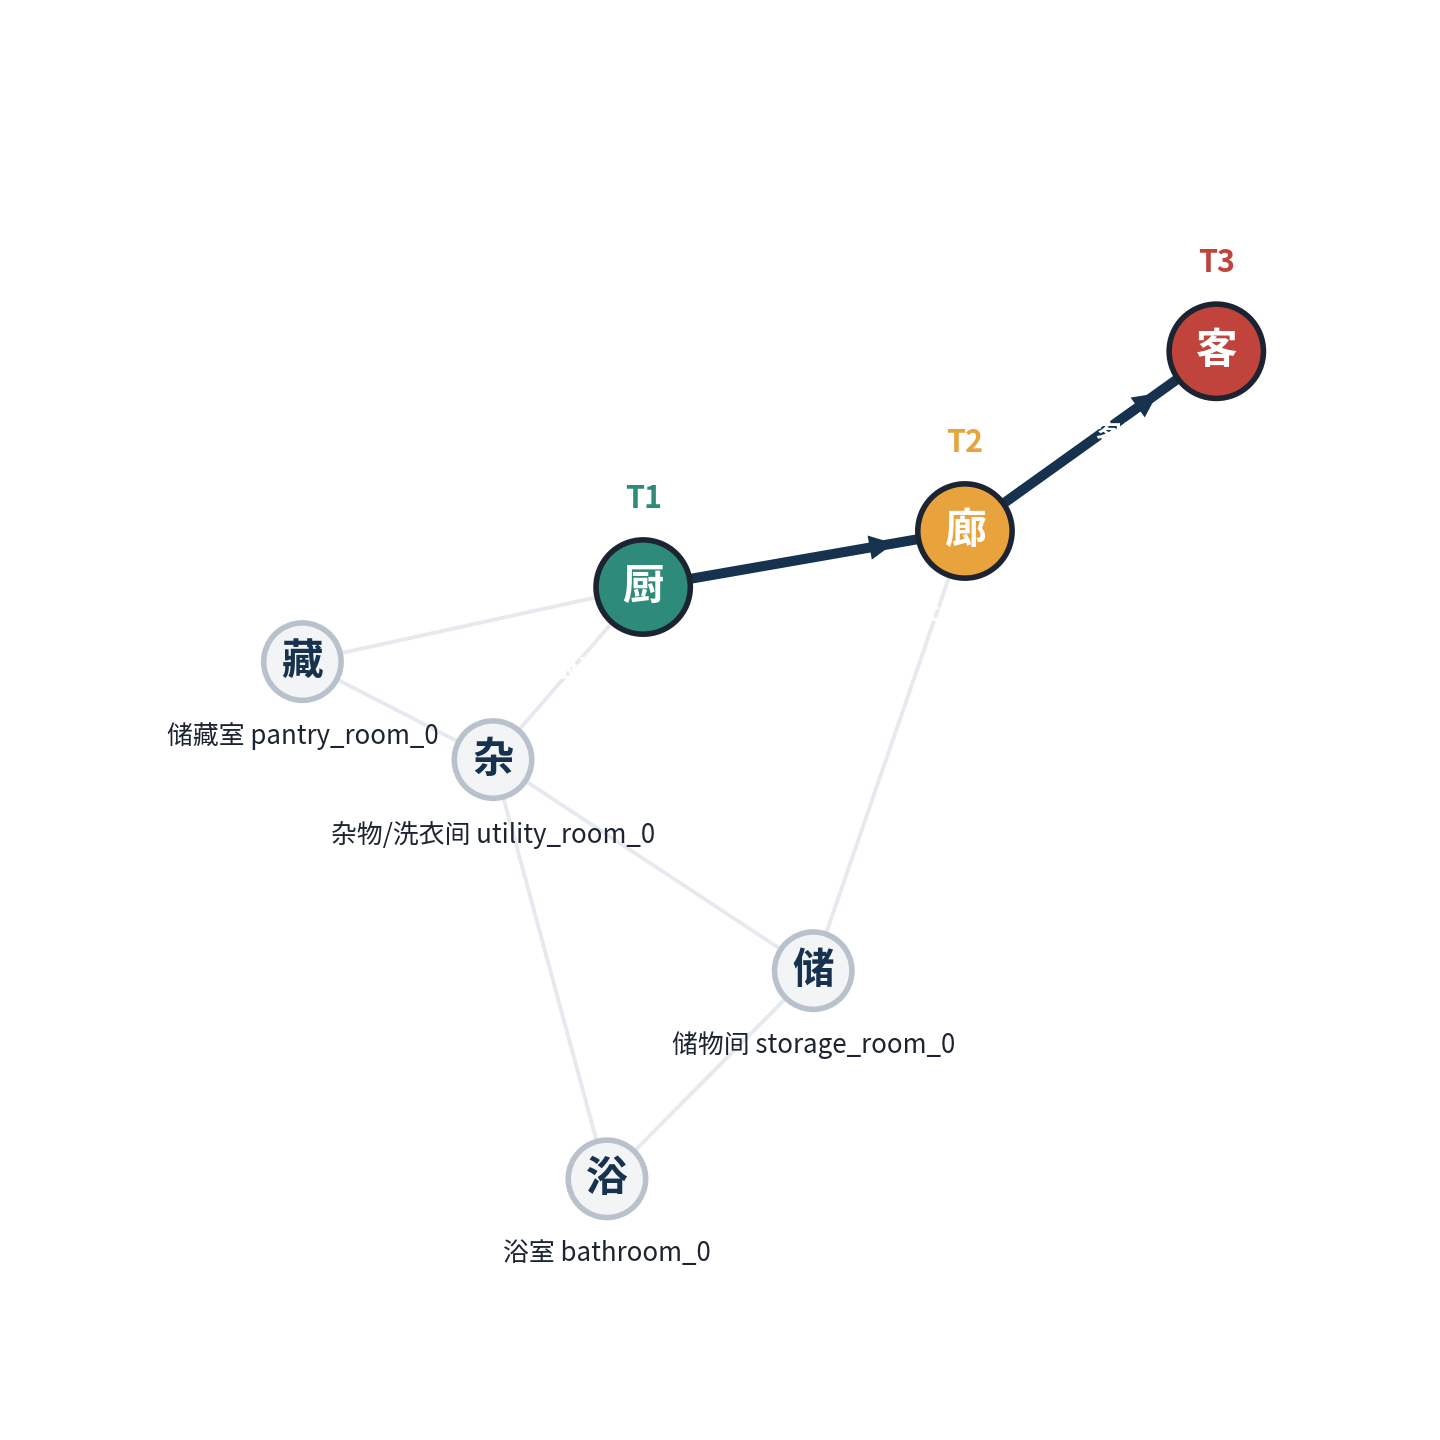 T3
客
T2
廊
T1
厨
藏
储藏室 pantry_room_0
杂
杂物/洗衣间 utility_room_0
储
储物间 storage_room_0
浴
浴室 bathroom_0